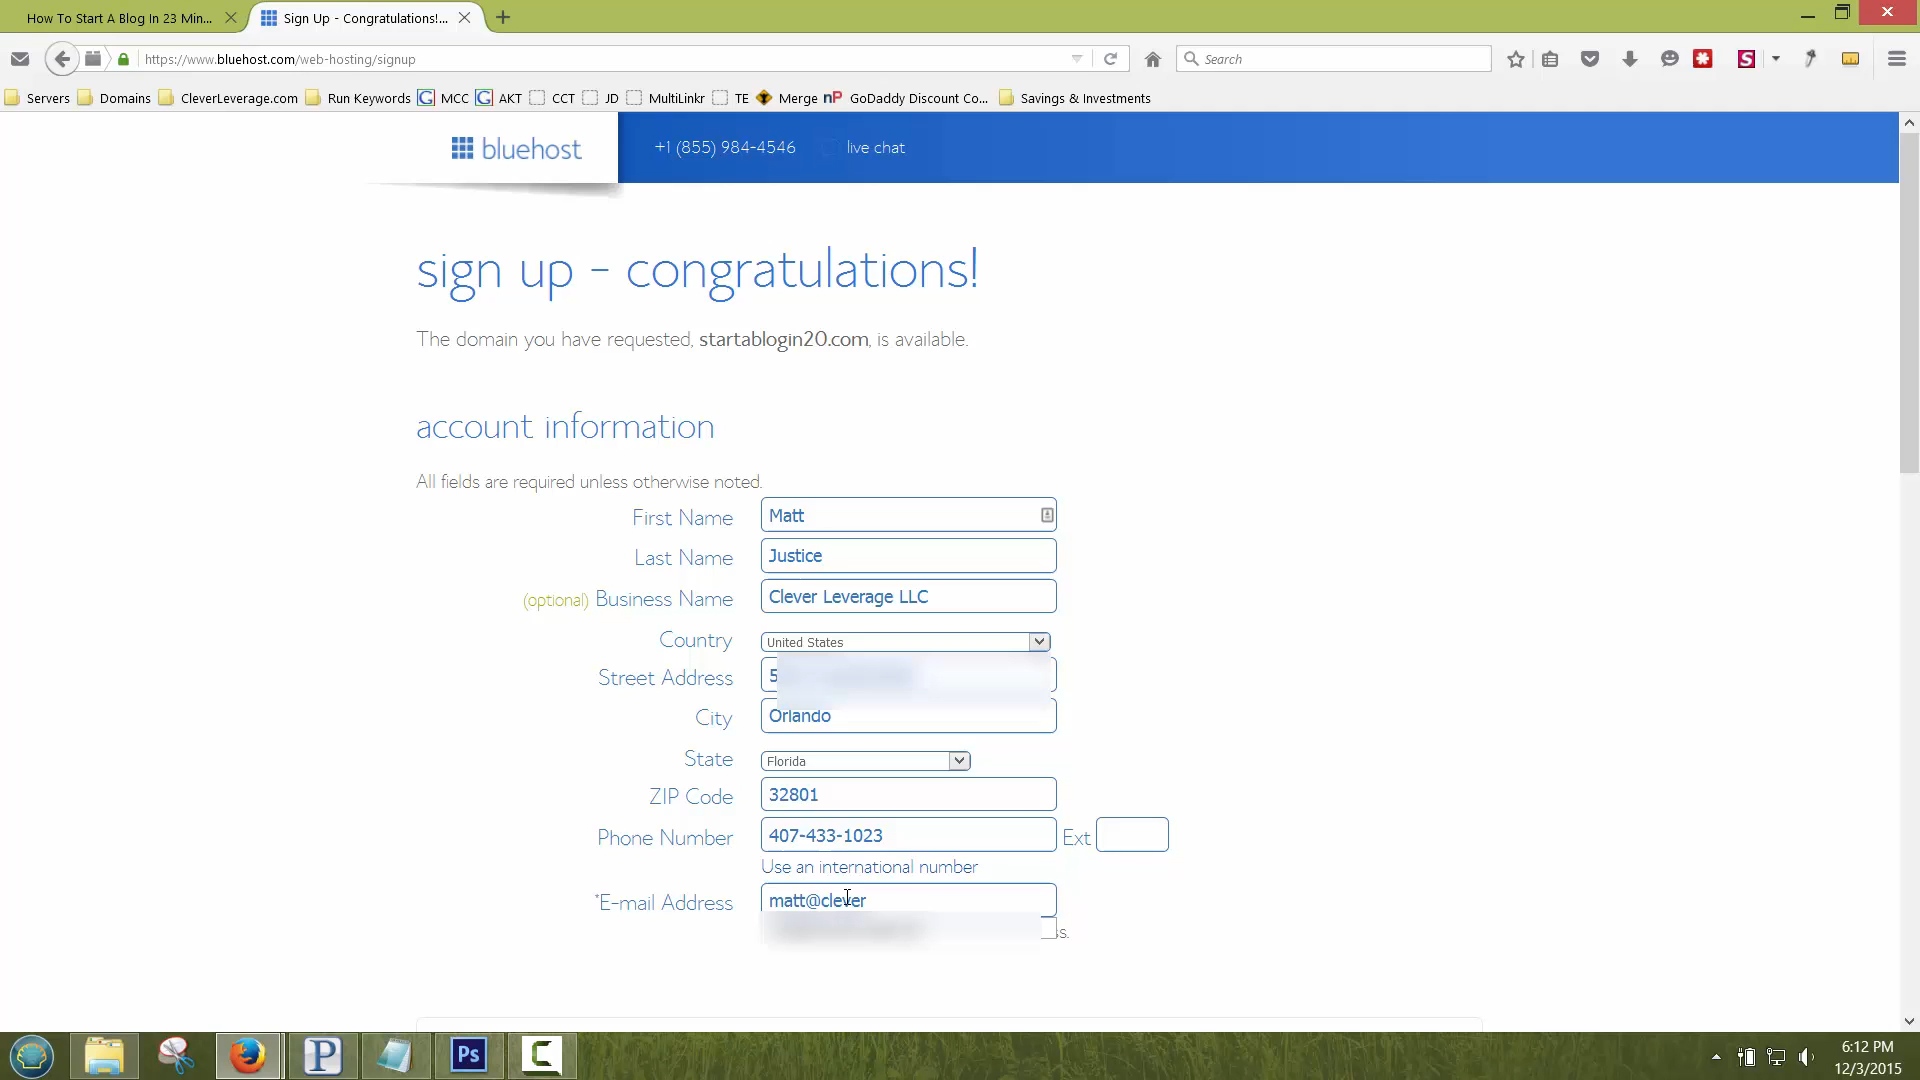 How To Start A Blog In 23 Min...
Sign Up - Congratulations!...
https://www.bluehost.com/web-hosting/signup
Search
Servers Domains CleverLeverage.com Run Keywords MCC AKT CCT JD MultiLinkr TE Merge nP GoDaddy Discount Co... Savings & Investments
bluehost
+1 (855) 984-4546 live chat
sign up - congratulations!
The domain you have requested, startablogin20.com, is available.
account information
All fields are required unless otherwise noted.
First Name Matt
Last Name Justice
(optional) Business Name Clever Leverage LLC
Country United States
Street Address 5
City Orlando
State Florida
ZIP Code 32801
Phone Number 407-433-1023 Ext
Use an international number
*E-mail Address matt@clever
ss.
Ps
6:12 PM
12/3/2015